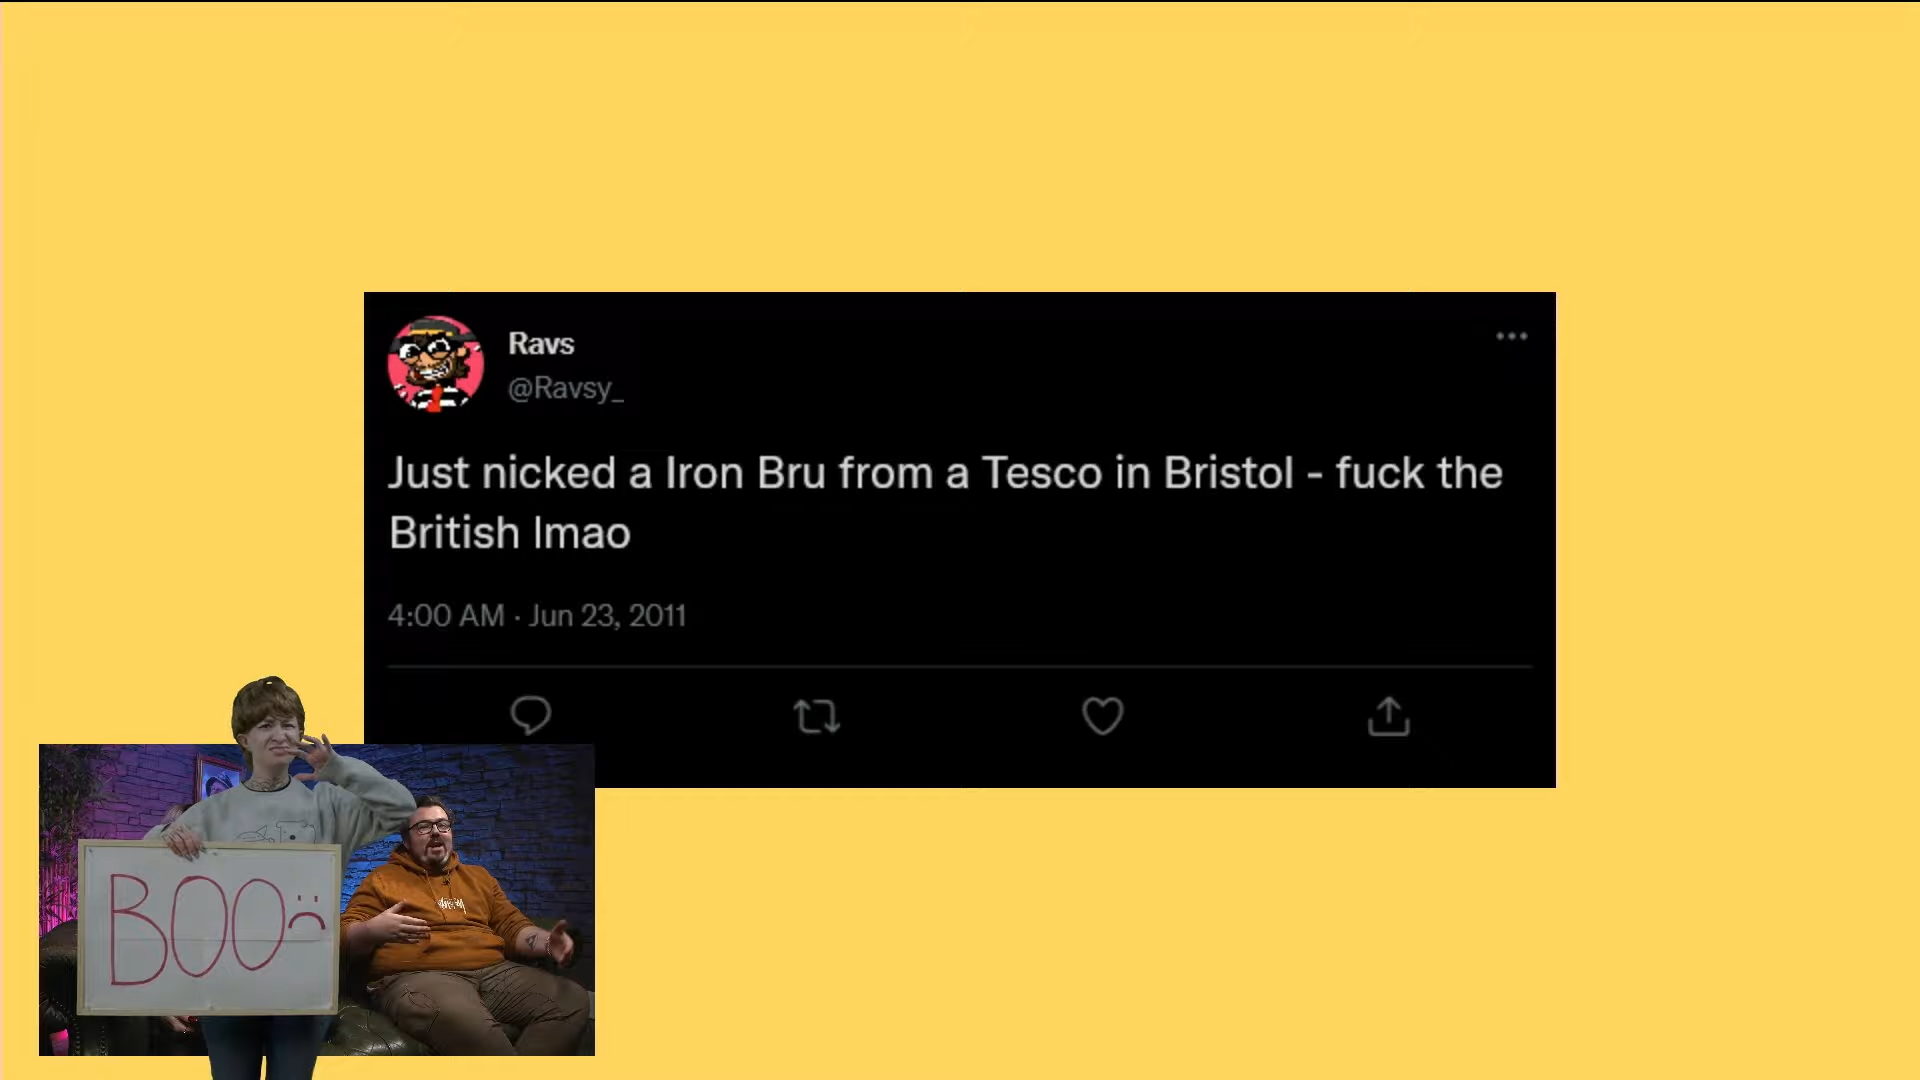 Ravs
@Ravsy_
Just nicked a Iron Bru from a Tesco in Bristol - fuck the
British lmao
4:00 AM · Jun 23, 2011
BOO